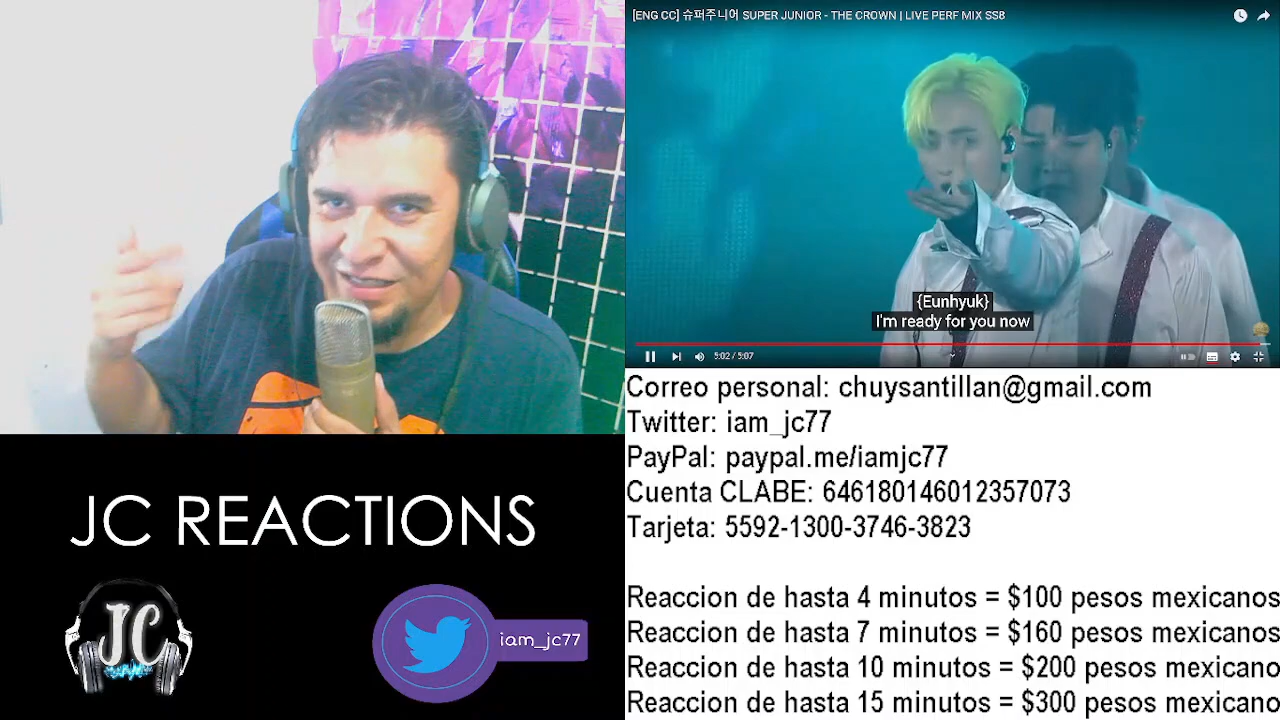 [ENG CC] 슈퍼주니어 SUPER JUNIOR - THE CROWN | LIVE PERF MIX SS8
{Eunhyuk}
I'm ready for you now
5:02 / 5:07
Correo personal: chuysantillan@gmail.com
Twitter: iam_jc77
PayPal: paypal.me/iamjc77
Cuenta CLABE: 646180146012357073
Tarjeta: 5592-1300-3746-3823
Reaccion de hasta 4 minutos = $100 pesos mexicanos
Reaccion de hasta 7 minutos = $160 pesos mexicanos
Reaccion de hasta 10 minutos = $200 pesos mexicano
Reaccion de hasta 15 minutos = $300 pesos mexicano
JC REACTIONS
JC
iam_jc77